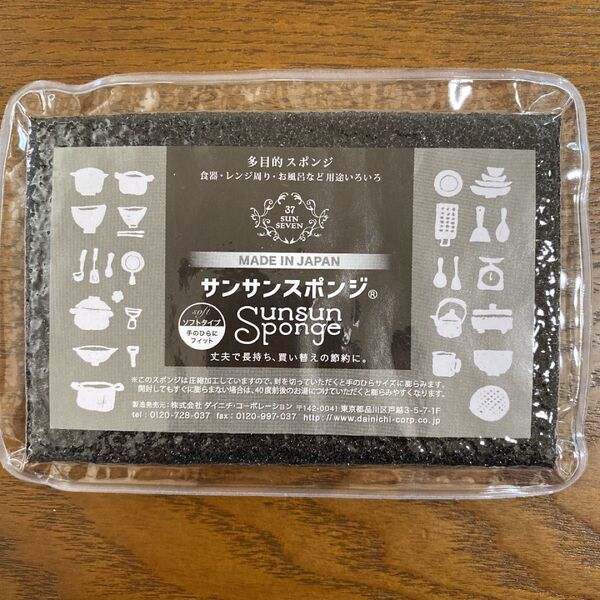 多目的 スポンジ
食器・レンジ周り・お風呂など 用途いろいろ
37
SUN
SEVEN
MADE IN JAPAN
サンサンスポンジ®
soft
ソフトタイプ
手のひらに
フィット
Sunsun
Sponge
丈夫で長持ち、買い替えの節約に。
※このスポンジは圧縮加工していますので、封を切っていただくと手のひらサイズに膨らみます。
開封してもすぐに膨らまない場合は、40度前後のお湯につけていただくと膨らみやすくなります。
製造発売元：株式会社 ダイニチ・コーポレーション 〒142-0041 東京都品川区戸越3-5-7-1F
tel：0120-728-037 fax：0120-997-037 http://www.dainichi-corp.co.jp